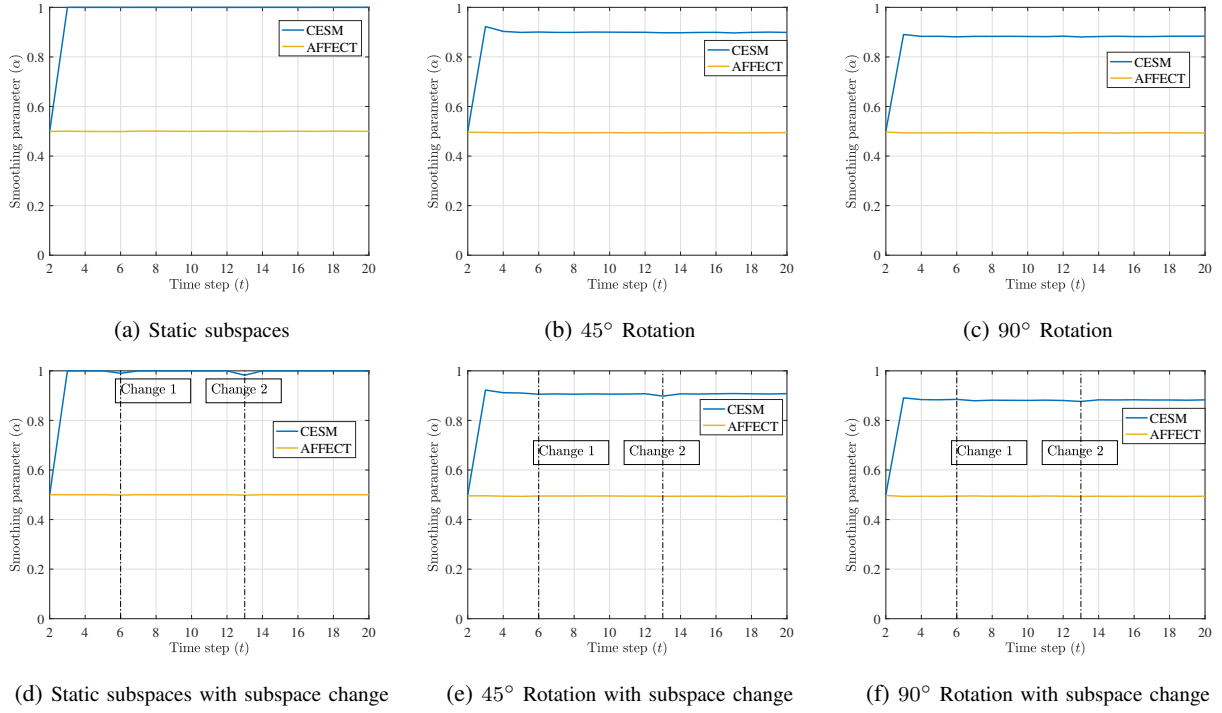 1
0.8
0.6
0.4
0.2
0
Smoothing parameter (α)
CESM
AFFECT
2 4 6 8 10 12 14 16 18 20
Time step (t)
(a) Static subspaces
1
0.8
0.6
0.4
0.2
0
Smoothing parameter (α)
CESM
AFFECT
2 4 6 8 10 12 14 16 18 20
Time step (t)
(b) 45° Rotation
1
0.8
0.6
0.4
0.2
0
Smoothing parameter (α)
CESM
AFFECT
2 4 6 8 10 12 14 16 18 20
Time step (t)
(c) 90° Rotation
1
0.8
0.6
0.4
0.2
0
Smoothing parameter (α)
Change 1
Change 2
CESM
AFFECT
2 4 6 8 10 12 14 16 18 20
Time step (t)
(d) Static subspaces with subspace change
1
0.8
0.6
0.4
0.2
0
Smoothing parameter (α)
CESM
AFFECT
Change 1
Change 2
2 4 6 8 10 12 14 16 18 20
Time step (t)
(e) 45° Rotation with subspace change
1
0.8
0.6
0.4
0.2
0
Smoothing parameter (α)
CESM
AFFECT
Change 1
Change 2
2 4 6 8 10 12 14 16 18 20
Time step (t)
(f) 90° Rotation with subspace change